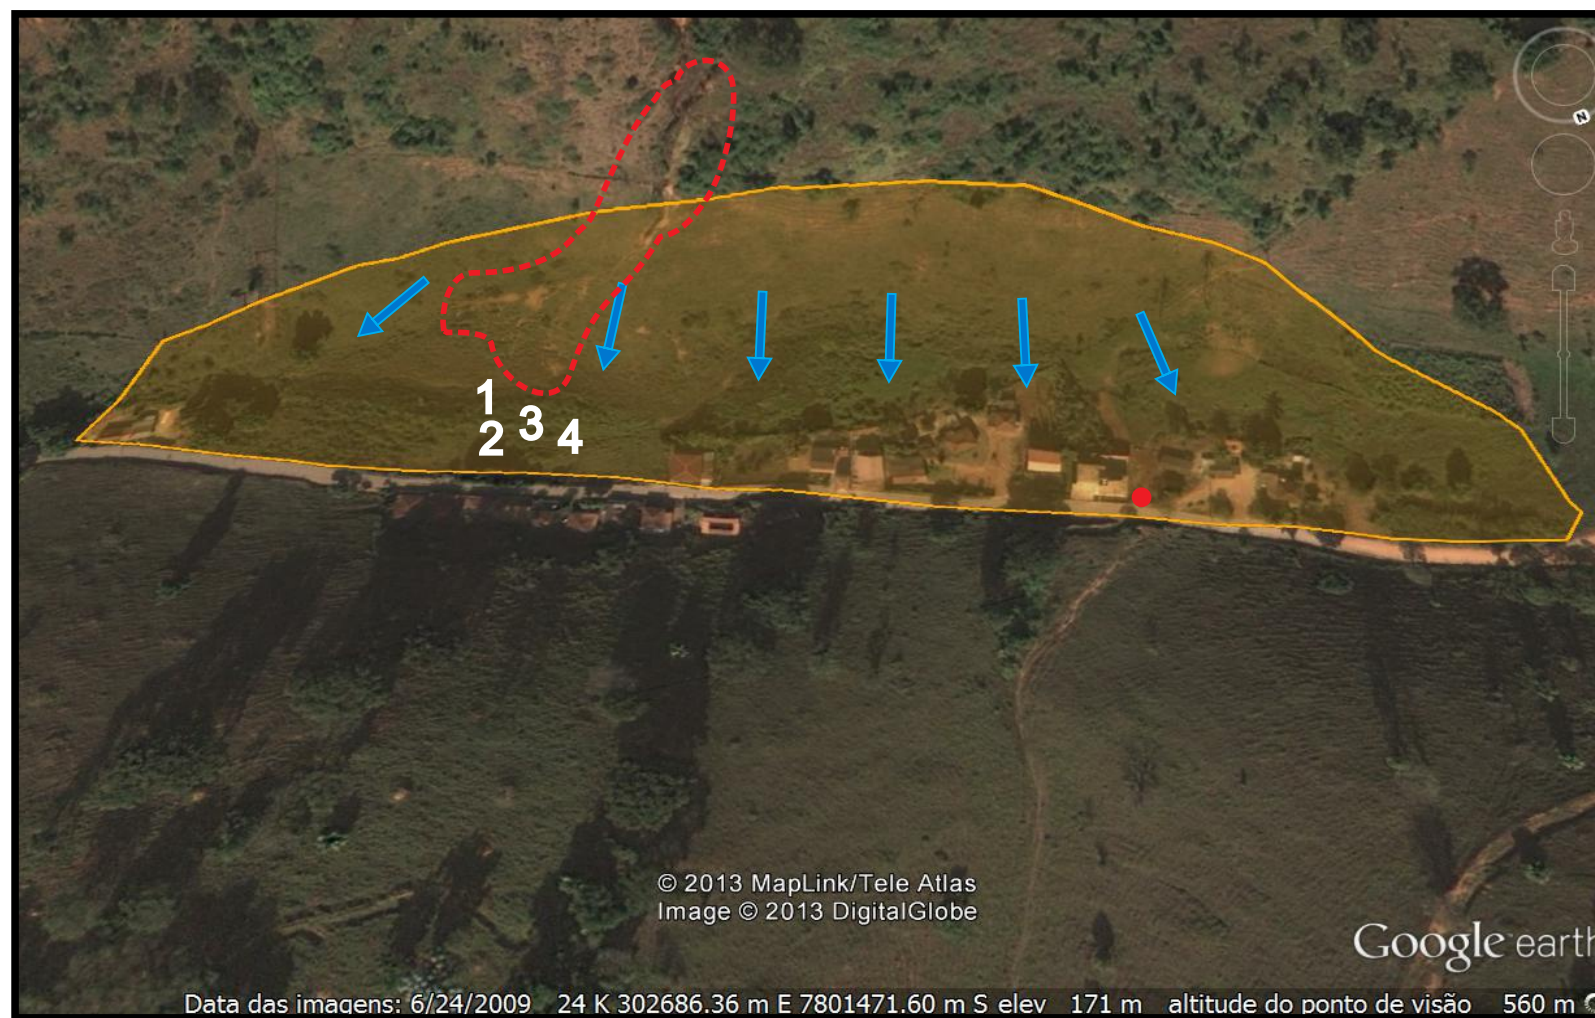 N
1
3
2
4
© 2013 MapLink/Tele Atlas
Image © 2013 DigitalGlobe
Google earth
Data das imagens: 6/24/2009 24 K 302686.36 m E 7801471.60 m S elev 171 m altitude do ponto de visão 560 m